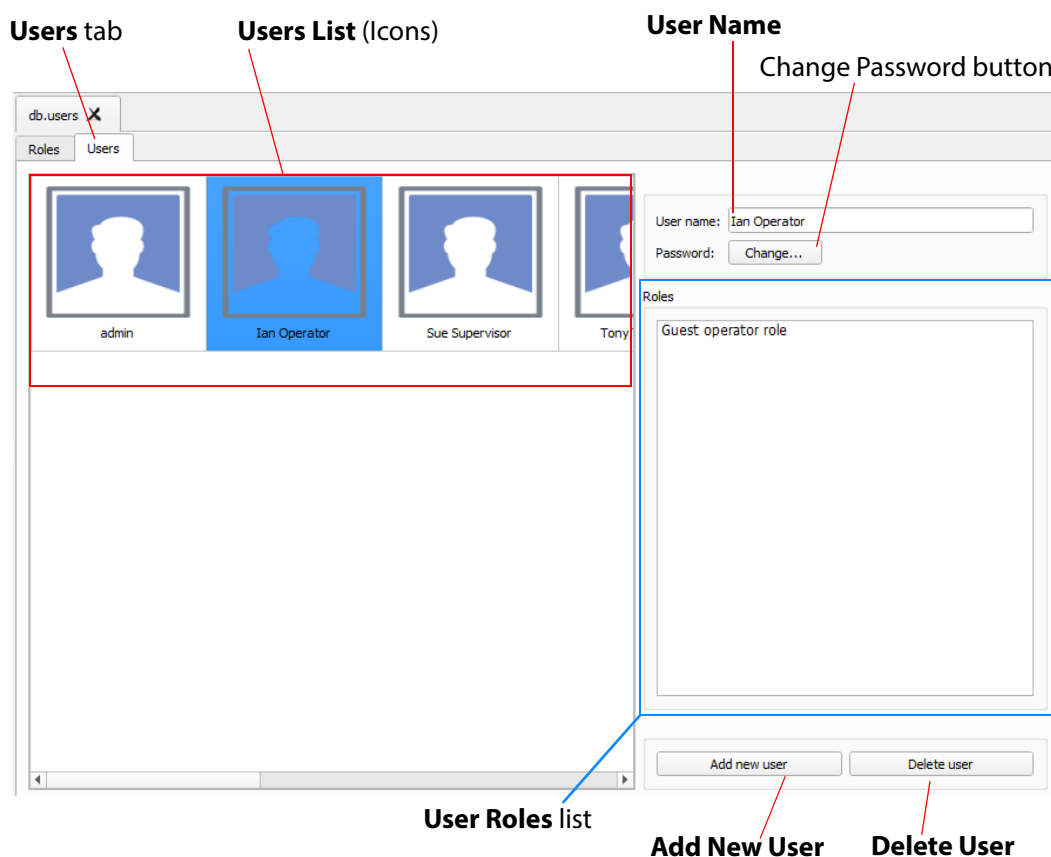 Users tab
Users List (Icons)
User Name
Change Password button
db.users
Roles
Users
admin
Ian Operator
Sue Supervisor
Tony
User name: Ian Operator
Password: Change...
Roles
Guest operator role
Add new user
Delete user
User Roles list
Add New User
Delete User